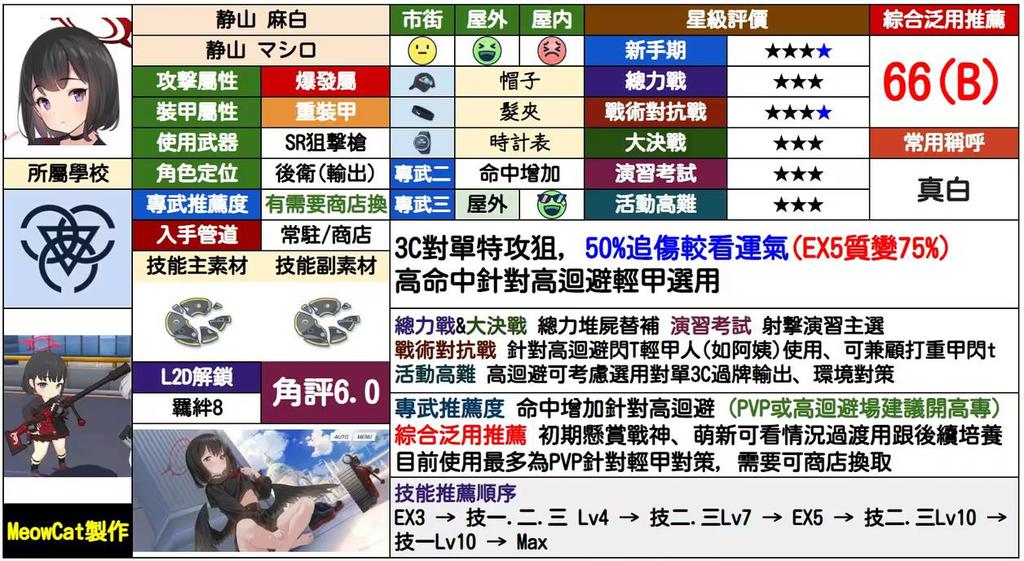 静山 麻白
静山 マシロ
攻擊屬性 爆發屬
裝甲屬性 重裝甲
使用武器 SR狙擊槍
所屬學校
角色定位 後衛(輸出)
專武推薦度 有需要商店換
入手管道 常駐/商店
技能主素材 技能副素材
L2D解鎖
羈絆8
角評6.0
MeowCat製作
AUTO MENU
市街 屋外 屋内
帽子
髮夾
時計表
專武二 命中增加
專武三 屋外
星級評價
新手期 ★★★★
總力戰 ★★★
戰術對抗戰 ★★★★
大決戰 ★★★
演習考試 ★★★
活動高難 ★★★
綜合泛用推薦
66(B)
常用稱呼
真白
3C對單特攻狙，50%追傷較看運氣(EX5質變75%)
高命中針對高迴避輕甲選用
總力戰&大決戰 總力堆屍替補 演習考試 射擊演習主選
戰術對抗戰 針對高迴避閃T輕甲人(如阿姨)使用、可兼顧打重甲閃t
活動高難 高迴避可考慮選用對單3C過牌輸出、環境對策
專武推薦度 命中增加針對高迴避 (PVP或高迴避場建議開高專)
綜合泛用推薦 初期懸賞戰神、萌新可看情況過渡用跟後續培養
目前使用最多為PVP針對輕甲對策，需要可商店換取
技能推薦順序
EX3 → 技一.二.三 Lv4 → 技二.三Lv7 → EX5 → 技二.三Lv10 →
技一Lv10 → Max